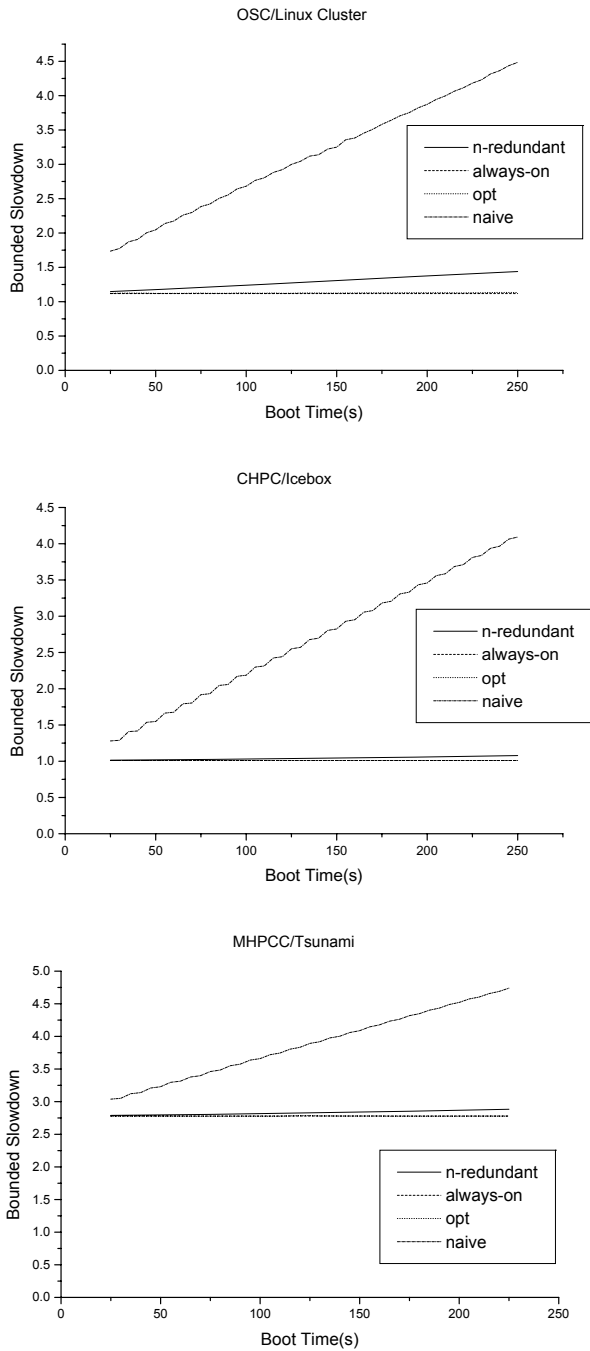 OSC/Linux Cluster
4.5
4.0
3.5
3.0
2.5
2.0
1.5
1.0
0.5
0.0
Bounded Slowdown
n-redundant
always-on
opt
naive
0 50 100 150 200 250
Boot Time(s)
CHPC/Icebox
4.5
4.0
3.5
3.0
2.5
2.0
1.5
1.0
0.5
0.0
Bounded Slowdown
n-redundant
always-on
opt
naive
0 50 100 150 200 250
Boot Time(s)
MHPCC/Tsunami
5.0
4.5
4.0
3.5
3.0
2.5
2.0
1.5
1.0
0.5
0.0
Bounded Slowdown
n-redundant
always-on
opt
naive
0 50 100 150 200 250
Boot Time(s)